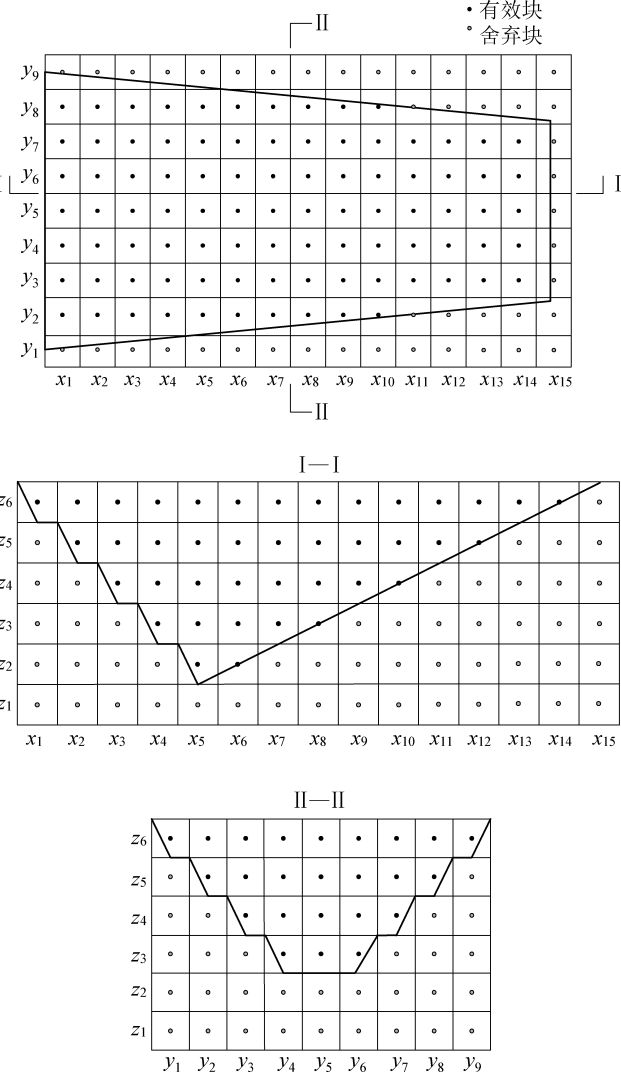 有效块
舍弃块
II
y9
y8
y7
y6
I
y5
y4
y3
y2
y1
x1 x2 x3 x4 x5 x6 x7 x8 x9 x10 x11 x12 x13 x14 x15
II
I—I
z6
z5
z4
z3
z2
z1
x1 x2 x3 x4 x5 x6 x7 x8 x9 x10 x11 x12 x13 x14 x15
II—II
z6
z5
z4
z3
z2
z1
y1 y2 y3 y4 y5 y6 y7 y8 y9